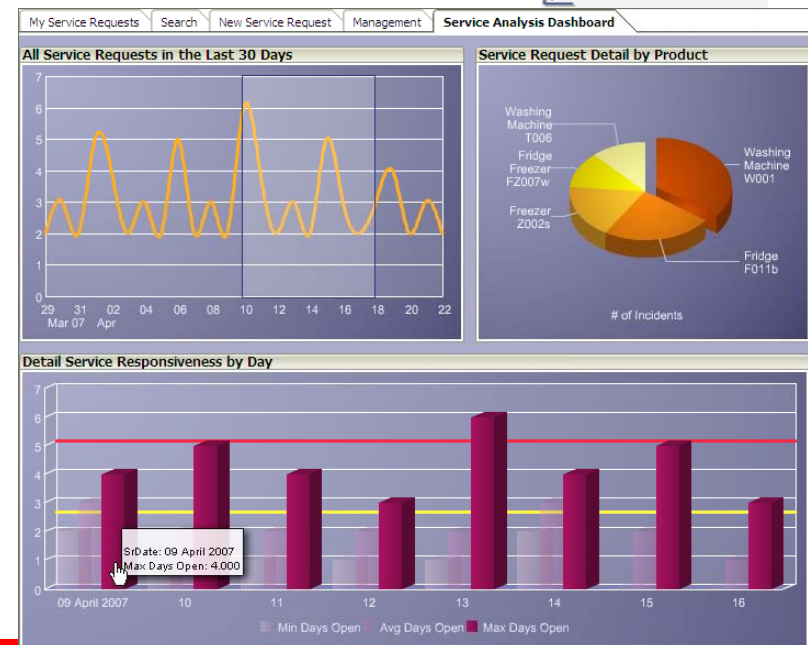 My Service Requests Search New Service Request Management Service Analysis Dashboard
All Service Requests in the Last 30 Days
7
6
5
4
3
2
1
0
29 31 02 04 06 08 10 12 14 16 18 20 22
Mar 07 Apr
Service Request Detail by Product
Washing
Machine
T006
Fridge
Freezer
FZ007w
Freezer
Z002s
Washing
Machine
W001
Fridge
F011b
# of Incidents
Detail Service Responsiveness by Day
7
6
5
4
3
2
1
0
SrDate: 09 April 2007
Max Days Open: 4.000
09 April 2007 10 11 12 13 14 15 16
Min Days Open Avg Days Open Max Days Open